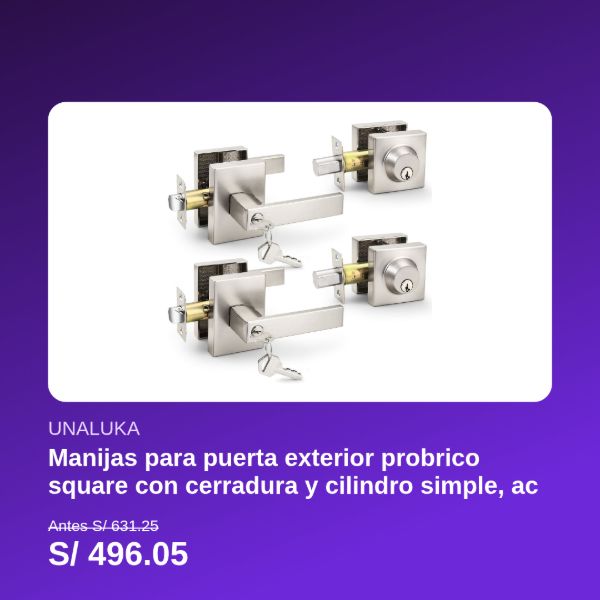 UNALUKA
Manijas para puerta exterior probrico
square con cerradura y cilindro simple, ac
Antes S/ 631.25
S/ 496.05